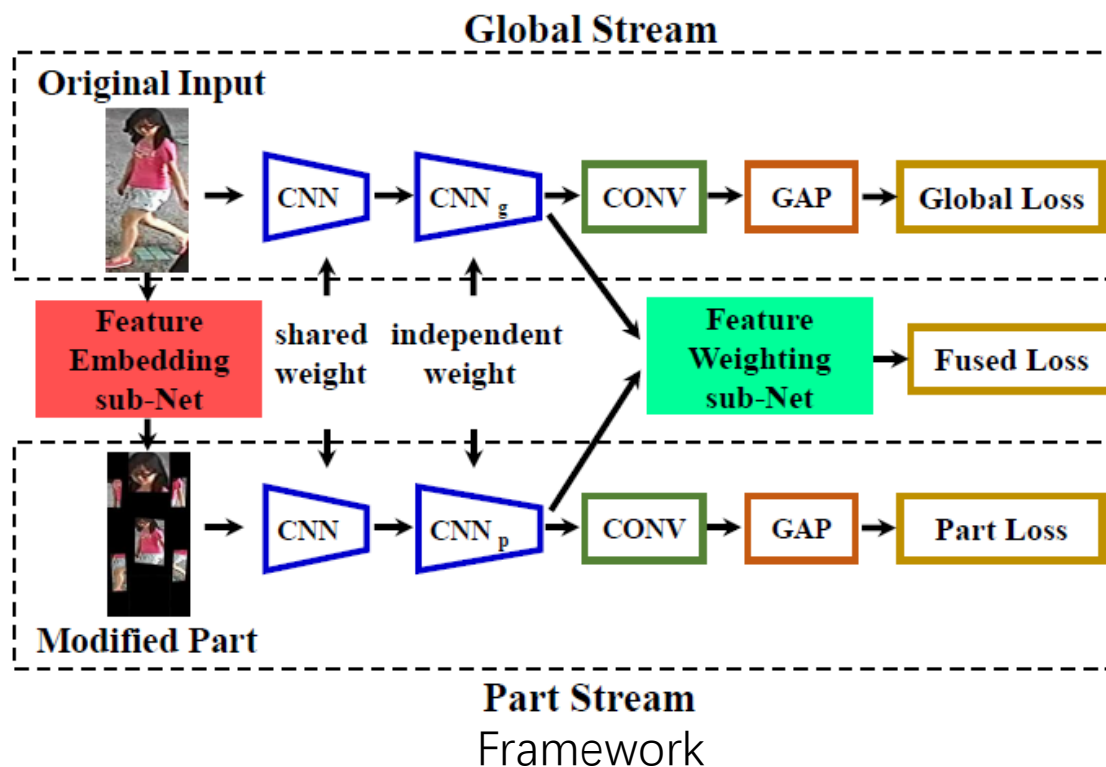 Global Stream
Original Input
CNN
CNN g
CONV
GAP
Global Loss
Feature
Embedding
sub-Net
shared
weight
independent
weight
Feature
Weighting
sub-Net
Fused Loss
CNN
CNN p
CONV
GAP
Part Loss
Modified Part
Part Stream
Framework